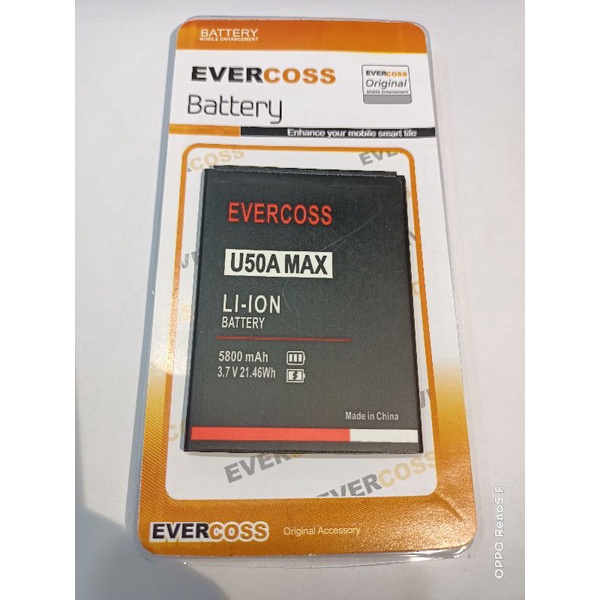 BATTERY
MOBILE ENHANCEMENT
EVERCOSS
Battery
EVERCOSS
Original
Mobile Enhancement
Enhance your mobile smart life
EVERCOSS
EVERCOSS
U50A MAX
LI-ION
BATTERY
5800 mAh
3.7 V 21.46Wh
Made in China
EVERCOSS
EVERCOSS
Original Accessory
OPPO Reno5 F